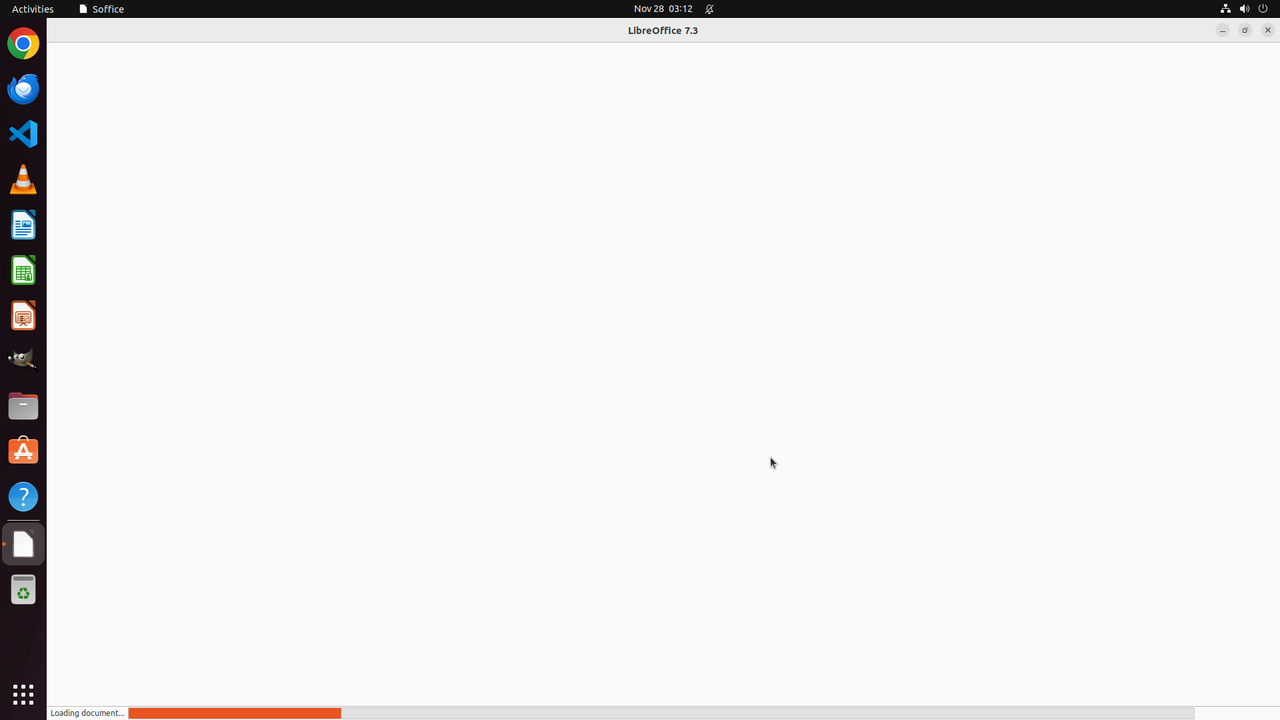 Activities
Soffice
Nov 28 03:12
LibreOffice 7.3
Loading document...